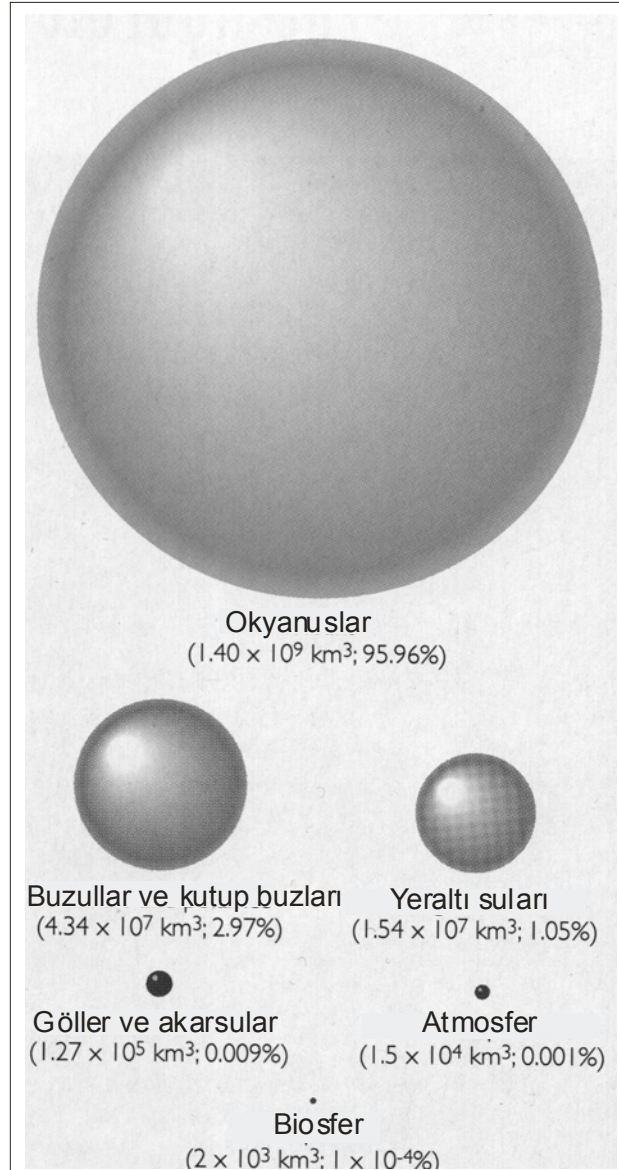 Okyanuslar
(1.40 x 10⁹ km³; 95.96%)
Buzullar ve kutup buzları
(4.34 x 10⁷ km³; 2.97%)
Yeraltı suları
(1.54 x 10⁷ km³; 1.05%)
Göller ve akarsular
(1.27 x 10⁵ km³; 0.009%)
Atmosfer
(1.5 x 10⁴ km³; 0.001%)
Biosfer
(2 x 10³ km³; 1 x 10⁻⁴%)